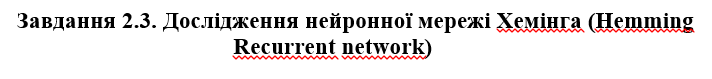 Завдання 2.3. Дослідження нейронної мережі Хемінга (Hemming
Recurrent network)